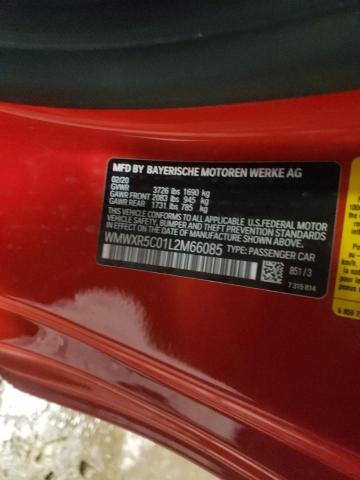 MFD BY BAYERISCHE MOTOREN WERKE AG
02/20
GVWR 3726 lbs 1690 kg
GAWR FRONT 2083 lbs 945 kg
GAWR REAR 1731 lbs 785 kg
THIS VEHICLE CONFORMS TO ALL APPLICABLE U.S. FEDERAL MOTOR
VEHICLE SAFETY, BUMPER, AND THEFT PREVENTION STANDARDS
IN EFFECT ON THE DATE OF MANUFACTURE SHOWN ABOVE.
WMWXR5C01L2M66085 TYPE: PASSENGER CAR
851/3
7 315 814